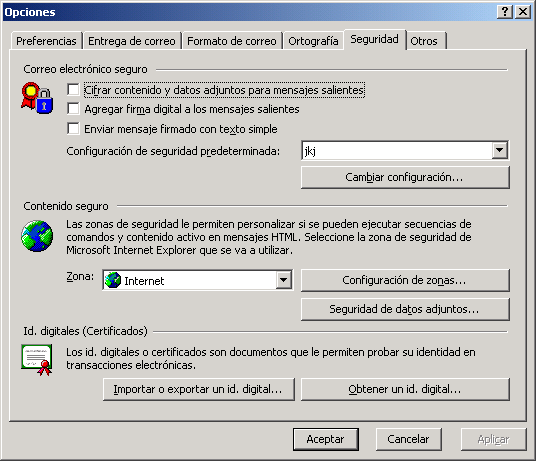 Opciones
Preferencias
Entrega de correo
Formato de correo
Ortografía
Seguridad
Otros
Correo electrónico seguro
Cifrar contenido y datos adjuntos para mensajes salientes
Agregar firma digital a los mensajes salientes
Enviar mensaje firmado con texto simple
Configuración de seguridad predeterminada:
jkj
Cambiar configuración...
Contenido seguro
Las zonas de seguridad le permiten personalizar si se pueden ejecutar secuencias de
comandos y contenido activo en mensajes HTML. Seleccione la zona de seguridad de
Microsoft Internet Explorer que se va a utilizar.
Zona:
Internet
Configuración de zonas...
Seguridad de datos adjuntos...
Id. digitales (Certificados)
Los id. digitales o certificados son documentos que le permiten probar su identidad en
transacciones electrónicas.
Importar o exportar un id. digital...
Obtener un id. digital...
Aceptar
Cancelar
Aplicar